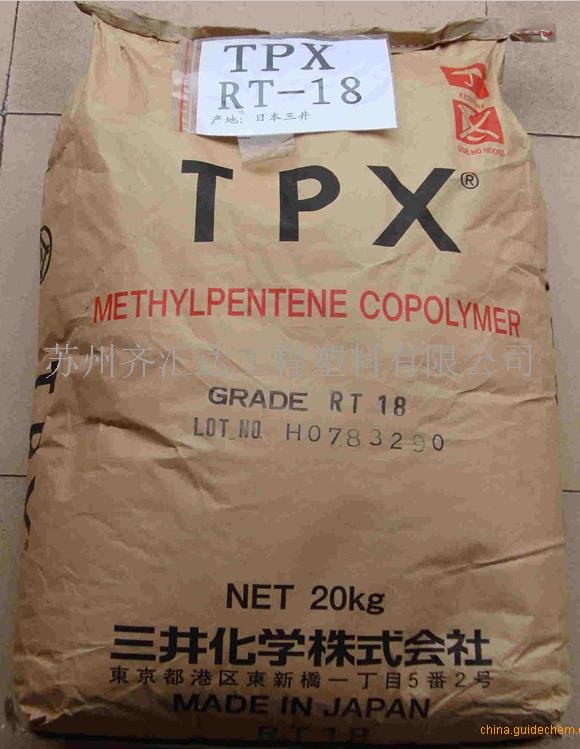 TPX
RT-18
产地: 日本三井
USE NO HOOKS
TPX®
METHYLPENTENE COPOLYMER
苏州齐汇达工程塑料有限公司
GRADE RT 18
LOT NO. H0783290
NET 20kg
三井化学株式会社
東京都港区東新橋一丁目5番2号
MADE IN JAPAN
RT 18
china.guidechem.com